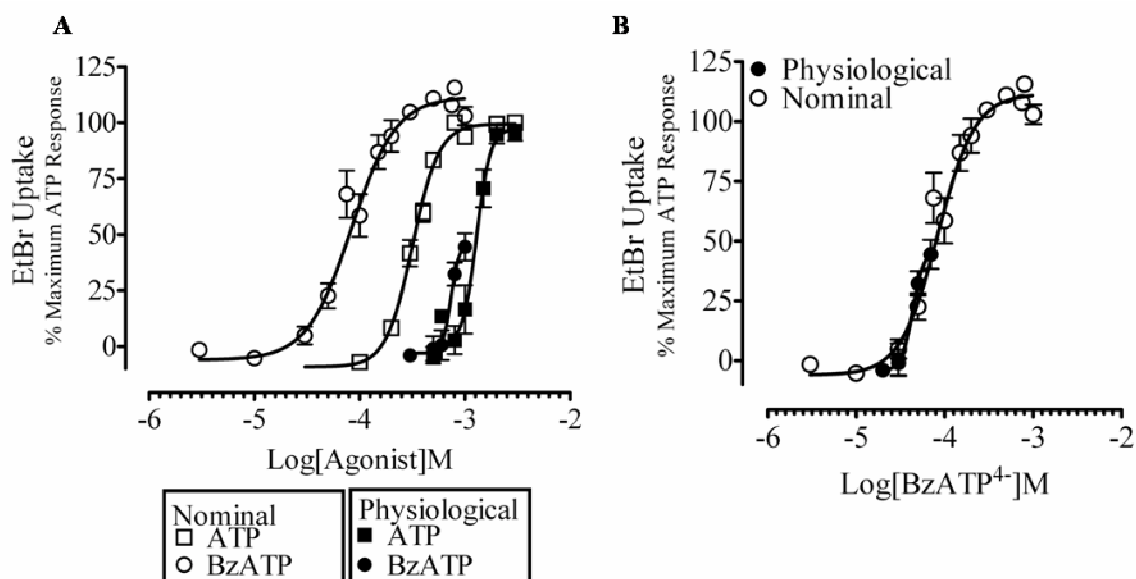 A
B
125
100
75
50
25
0
EtBr Uptake
% Maximum ATP Response
-6 -5 -4 -3 -2
Log[Agonist]M
Nominal
ATP
BzATP
Physiological
ATP
BzATP
125
100
75
50
25
0
EtBr Uptake
% Maximum ATP Response
Physiological
Nominal
-6 -5 -4 -3 -2
Log[BzATP⁴⁻]M